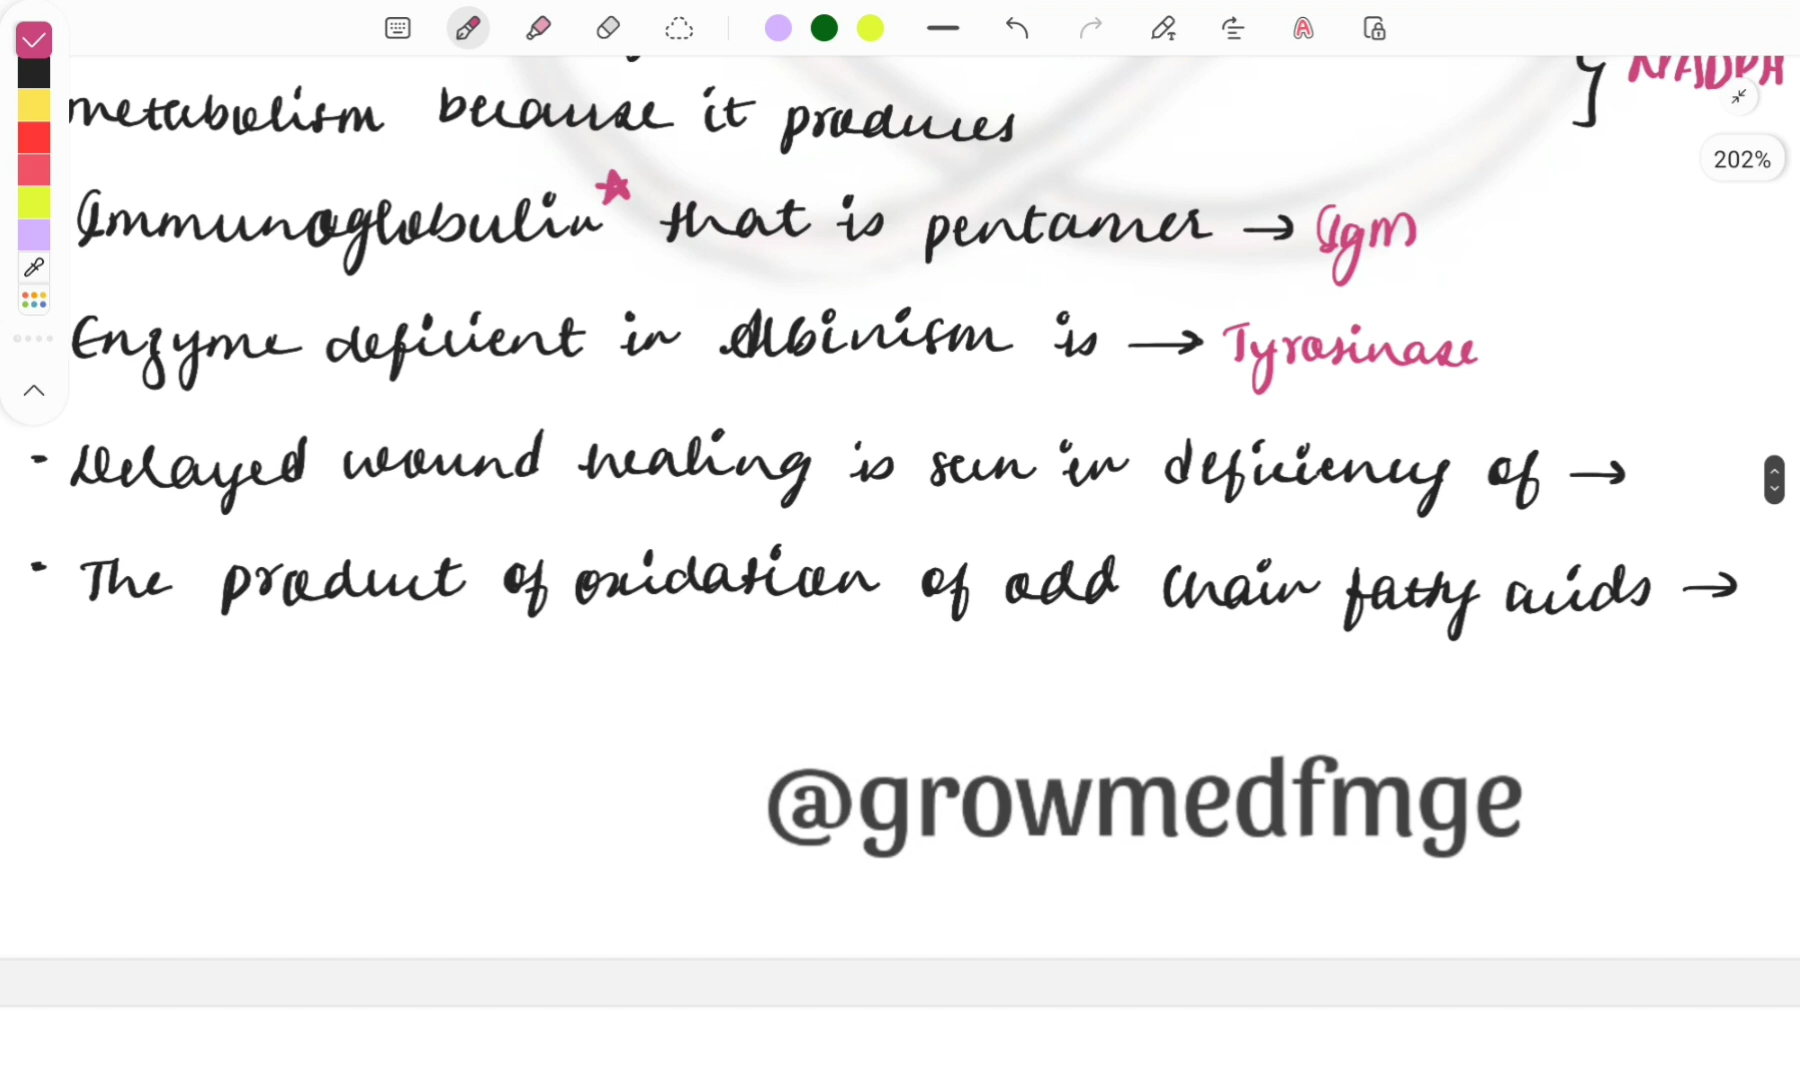 NADPH
202%
metabolism because it produces
Immunoglobulin that is pentamer → IgM
Enzyme deficient in Albinism is → Tyrosinase
- Delayed wound healing is seen in deficiency of →
- The product of oxidation of odd chain fatty acids →
@growmedfmge